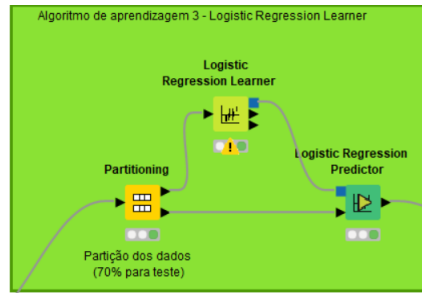 Algoritmo de aprendizagem 3 - Logistic Regression Learner
Logistic
Regression Learner
Logistic Regression
Predictor
Partitioning
Partição dos dados
(70% para teste)